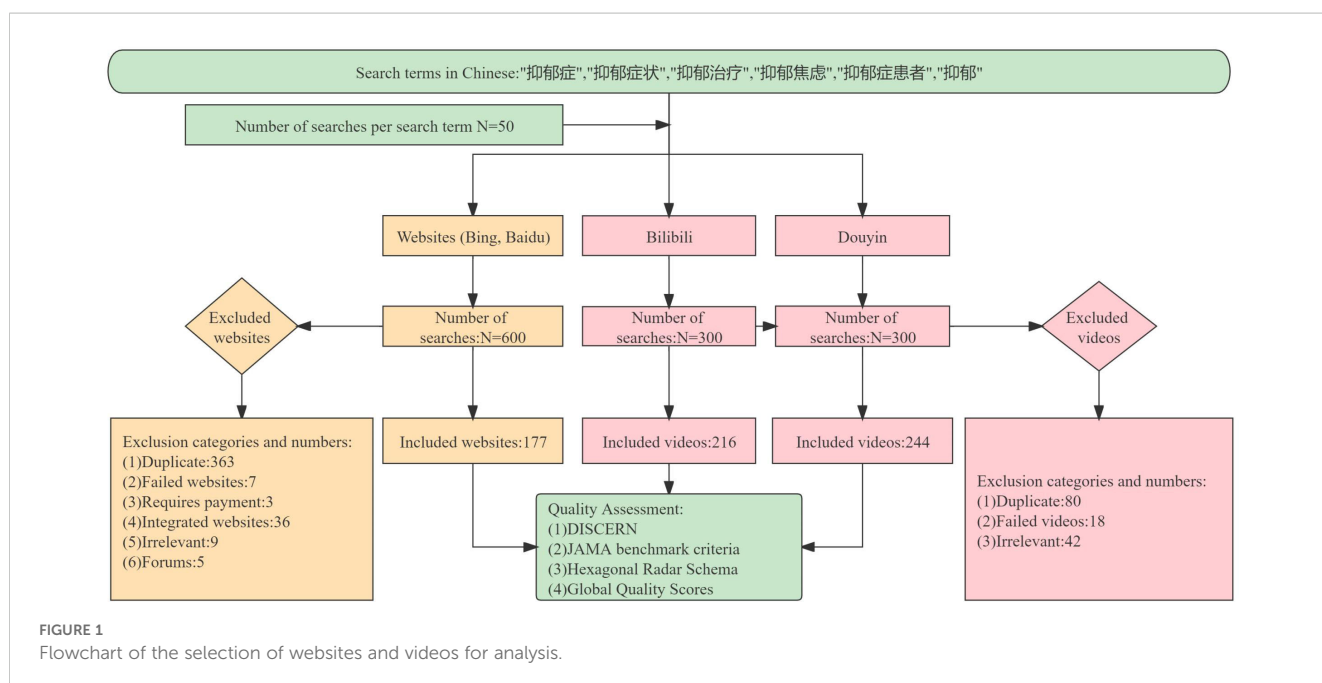 Search terms in Chinese:"抑郁症","抑郁症状","抑郁治疗","抑郁焦虑","抑郁症患者","抑郁"
Number of searches per search term N=50
Websites (Bing, Baidu)
Bilibili
Douyin
Excluded
websites
Number of
searches:N=600
Number of
searches:N=300
Number of
searches:N=300
Excluded
videos
Exclusion categories and numbers:
(1)Duplicate:363
(2)Failed websites:7
(3)Requires payment:3
(4)Integrated websites:36
(5)Irrelevant:9
(6)Forums:5
Included websites:177
Included videos:216
Included videos:244
Exclusion categories and numbers:
(1)Duplicate:80
(2)Failed videos:18
(3)Irrelevant:42
Quality Assessment:
(1)DISCERN
(2)JAMA benchmark criteria
(3)Hexagonal Radar Schema
(4)Global Quality Scores
FIGURE 1
Flowchart of the selection of websites and videos for analysis.